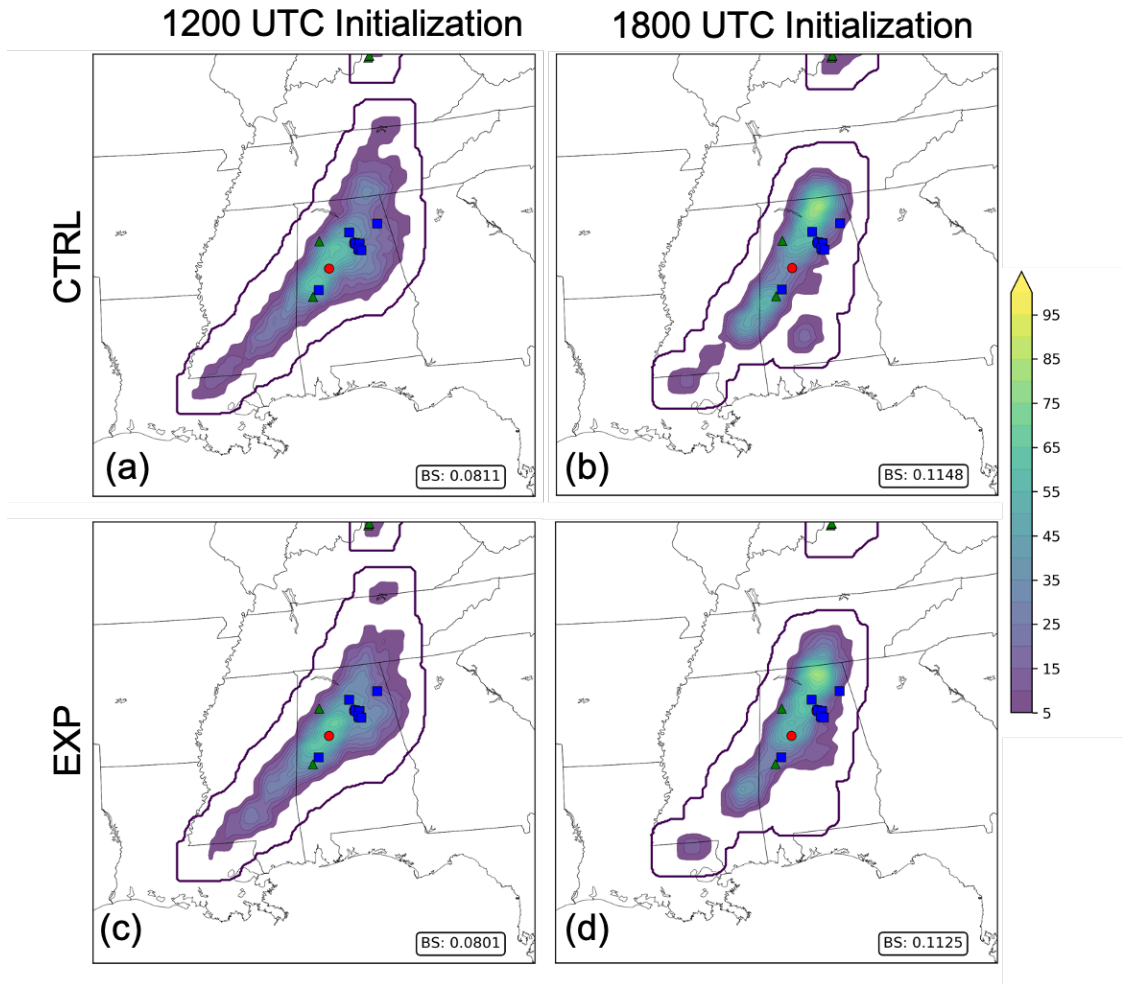 1200 UTC Initialization
1800 UTC Initialization
CTRL
(a)
BS: 0.0811
(b)
BS: 0.1148
EXP
(c)
BS: 0.0801
(d)
BS: 0.1125
95
85
75
65
55
45
35
25
15
5